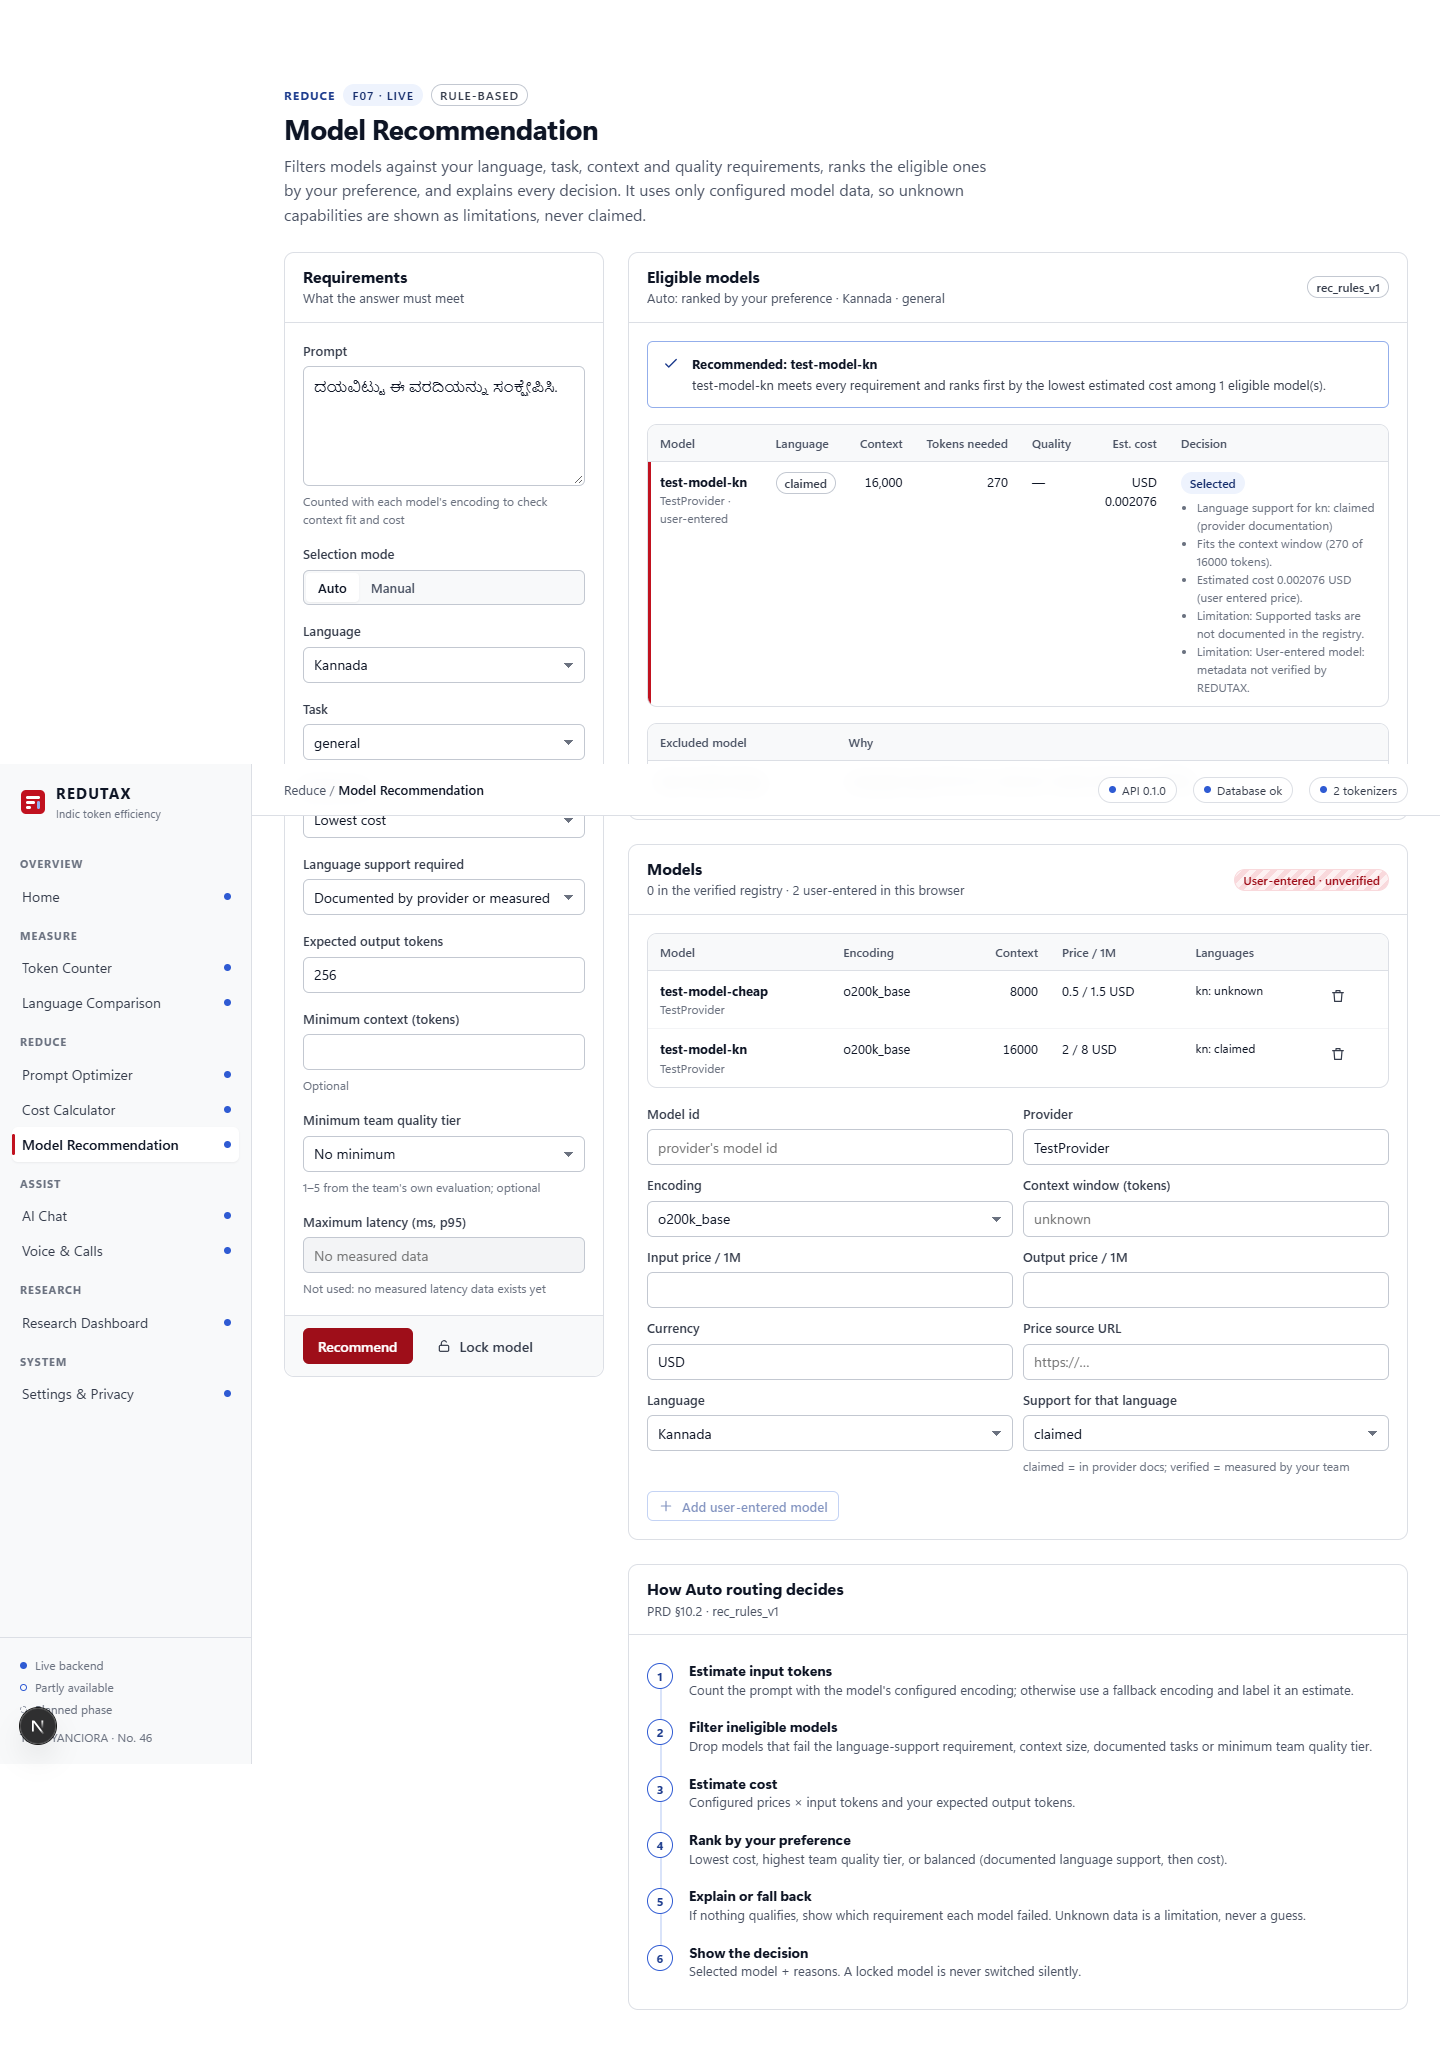 REDUCE F07 · LIVE RULE-BASED
Model Recommendation
Filters models against your language, task, context and quality requirements, ranks the eligible ones
by your preference, and explains every decision. It uses only configured model data, so unknown
capabilities are shown as limitations, never claimed.
Requirements
What the answer must meet
Prompt
ದಯವಿಟ್ಟು ಈ ವರದಿಯನ್ನು ಸಂಕ್ಷೇಪಿಸಿ.
Counted with each model's encoding to check
context fit and cost
Selection mode
Auto Manual
Language
Kannada
Task
general
Lowest cost
Language support required
Documented by provider or measured
Expected output tokens
256
Minimum context (tokens)
Optional
Minimum team quality tier
No minimum
1–5 from the team's own evaluation; optional
Maximum latency (ms, p95)
No measured data
Not used: no measured latency data exists yet
Recommend Lock model
Eligible models
Auto: ranked by your preference · Kannada · general
rec_rules_v1
Recommended: test-model-kn
test-model-kn meets every requirement and ranks first by the lowest estimated cost among 1 eligible model(s).
Model Language Context Tokens needed Quality Est. cost Decision
test-model-kn claimed 16,000 270 — USD Selected
TestProvider · 0.002076
user-entered
Language support for kn: claimed
(provider documentation)
Fits the context window (270 of
16000 tokens).
Estimated cost 0.002076 USD
(user entered price).
Limitation: Supported tasks are
not documented in the registry.
Limitation: User-entered model:
metadata not verified by
REDUTAX.
Excluded model Why
REDUTAX
Indic token efficiency
Reduce / Model Recommendation
API 0.1.0 Database ok 2 tokenizers
OVERVIEW
Home
MEASURE
Token Counter
Language Comparison
REDUCE
Prompt Optimizer
Cost Calculator
Model Recommendation
ASSIST
AI Chat
Voice & Calls
RESEARCH
Research Dashboard
SYSTEM
Settings & Privacy
Live backend
Partly available
nned phase
YANCIORA · No. 46
N
Models
0 in the verified registry · 2 user-entered in this browser
User-entered · unverified
Model Encoding Context Price / 1M Languages
test-model-cheap o200k_base 8000 0.5 / 1.5 USD kn: unknown
TestProvider
test-model-kn o200k_base 16000 2 / 8 USD kn: claimed
TestProvider
Model id Provider
provider's model id TestProvider
Encoding Context window (tokens)
o200k_base unknown
Input price / 1M Output price / 1M
Currency Price source URL
USD https://...
Language Support for that language
Kannada claimed
claimed = in provider docs; verified = measured by your team
+ Add user-entered model
How Auto routing decides
PRD §10.2 · rec_rules_v1
1 Estimate input tokens
Count the prompt with the model's configured encoding; otherwise use a fallback encoding and label it an estimate.
2 Filter ineligible models
Drop models that fail the language-support requirement, context size, documented tasks or minimum team quality tier.
3 Estimate cost
Configured prices × input tokens and your expected output tokens.
4 Rank by your preference
Lowest cost, highest team quality tier, or balanced (documented language support, then cost).
5 Explain or fall back
If nothing qualifies, show which requirement each model failed. Unknown data is a limitation, never a guess.
6 Show the decision
Selected model + reasons. A locked model is never switched silently.